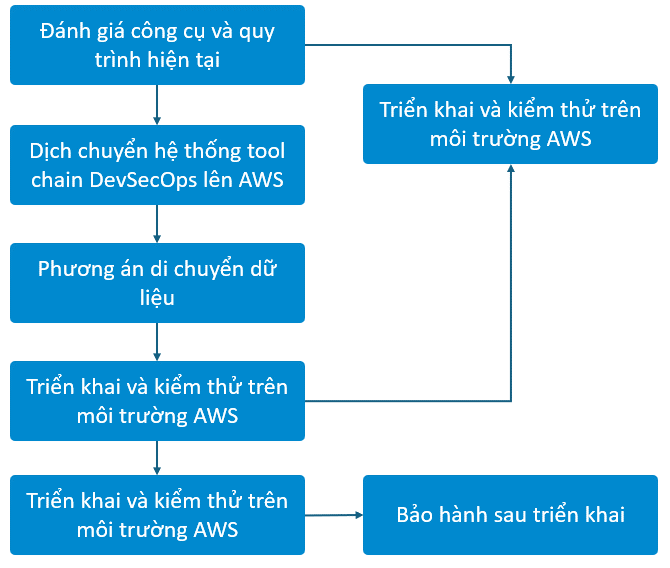 Đánh giá công cụ và quy
trình hiện tại
Triển khai và kiểm thử trên
môi trường AWS
Dịch chuyển hệ thống tool
chain DevSecOps lên AWS
Phương án di chuyển dữ
liệu
Triển khai và kiểm thử trên
môi trường AWS
Triển khai và kiểm thử trên
môi trường AWS
Bảo hành sau triển khai